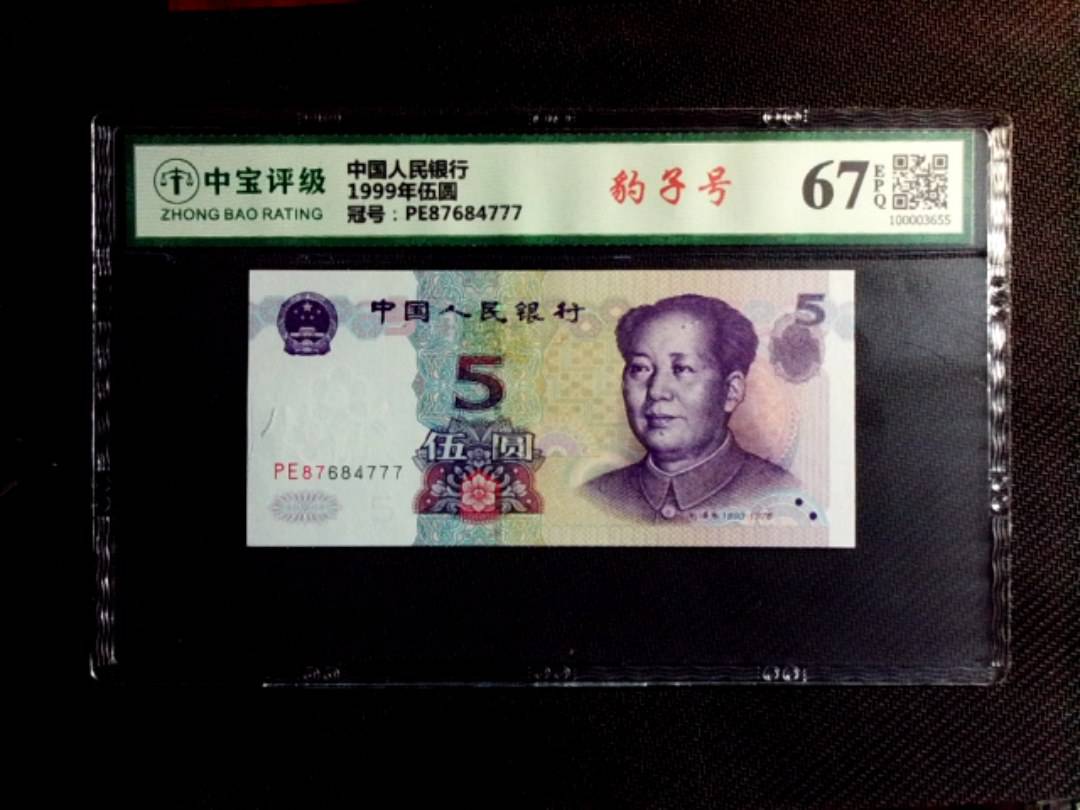 中宝评级
ZHONG BAO RATING
中国人民银行
1999年伍圆
冠号：PE87684777
豹子号
67
EPQ
100003655
中国人民银行
5
5
伍圆
PE87684777
1893-1976